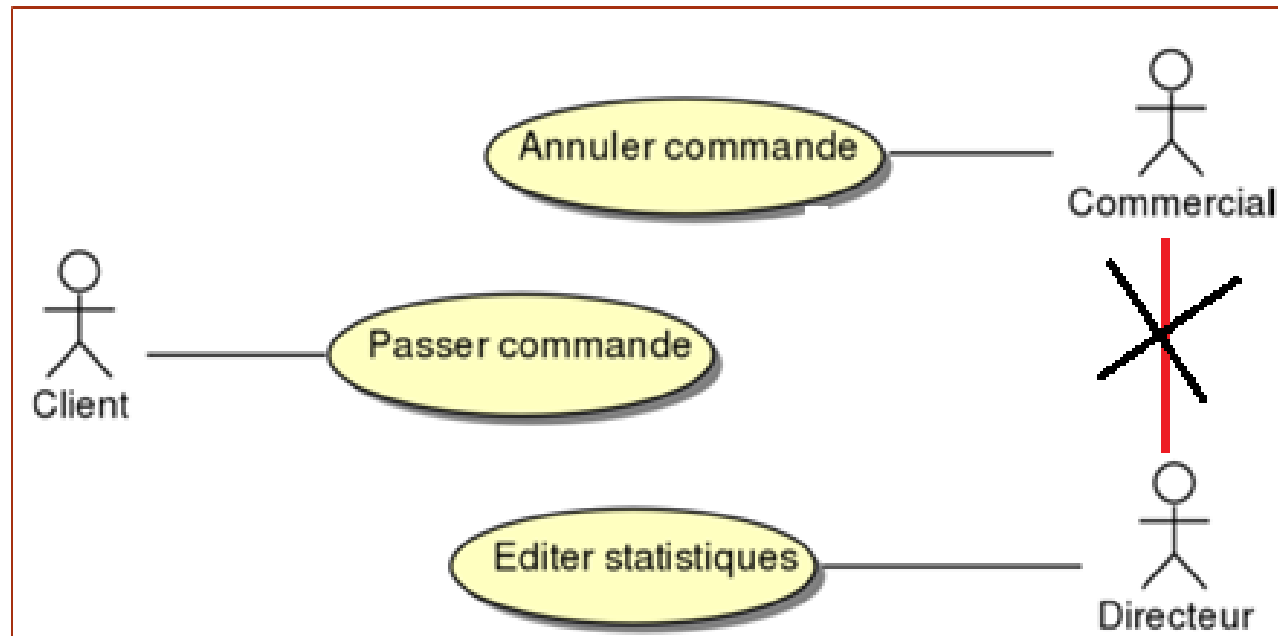 Annuler commande
Commercial
Passer commande
Client
Editer statistiques
Directeur